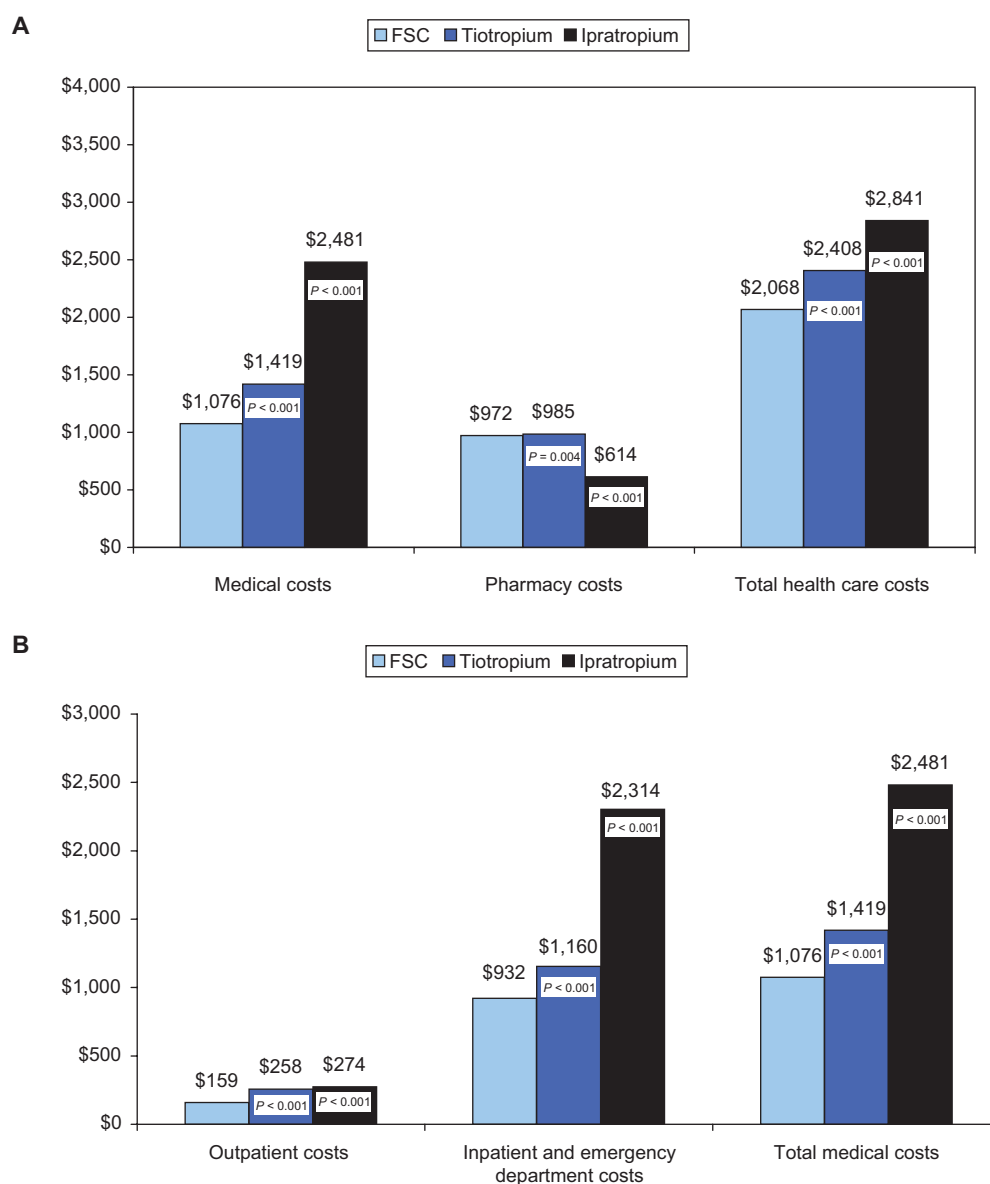 A
FSC Tiotropium Ipratropium
$4,000
$3,500
$3,000
$2,500
$2,000
$1,500
$1,000
$500
$0
$1,076
$1,419
P < 0.001
$2,481
P < 0.001
$972
$985
P = 0.004
$614
P < 0.001
$2,068
$2,408
P < 0.001
$2,841
P < 0.001
Medical costs
Pharmacy costs
Total health care costs
B
FSC Tiotropium Ipratropium
$3,000
$2,500
$2,000
$1,500
$1,000
$500
$0
$159
$258
P < 0.001
$274
P < 0.001
$932
$1,160
P < 0.001
$2,314
P < 0.001
$1,076
$1,419
P < 0.001
$2,481
P < 0.001
Outpatient costs
Inpatient and emergency
department costs
Total medical costs